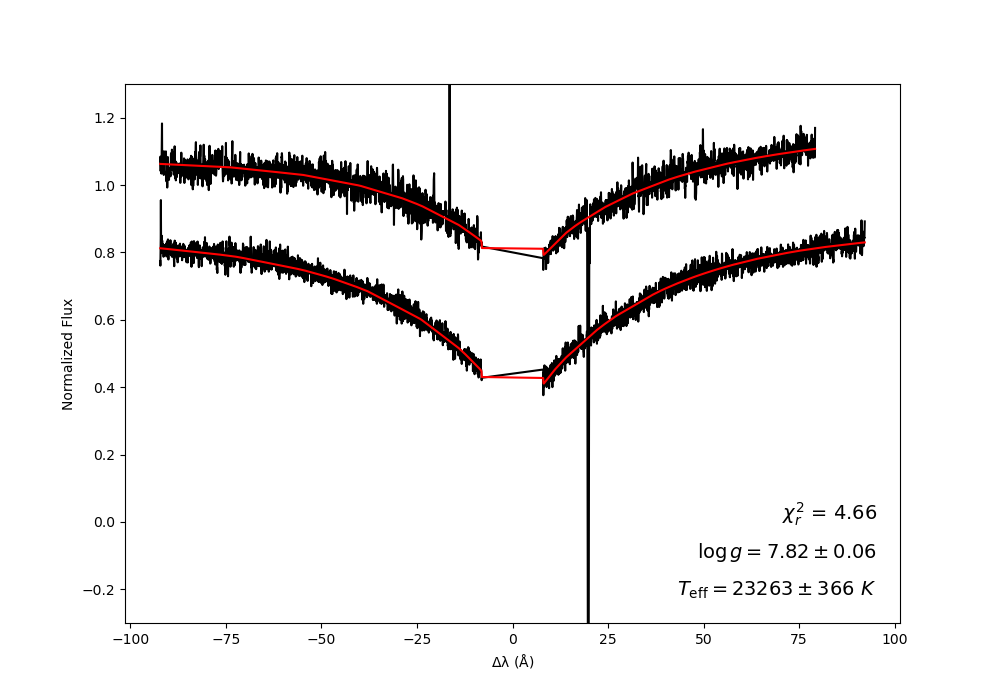 1.2
1.0
0.8
0.6
0.4
0.2
0.0
−0.2
Normalized Flux
χ²ᵣ = 4.66
log g = 7.82 ± 0.06
T_eff = 23263 ± 366 K
−100 −75 −50 −25 0 25 50 75 100
Δλ (Å)